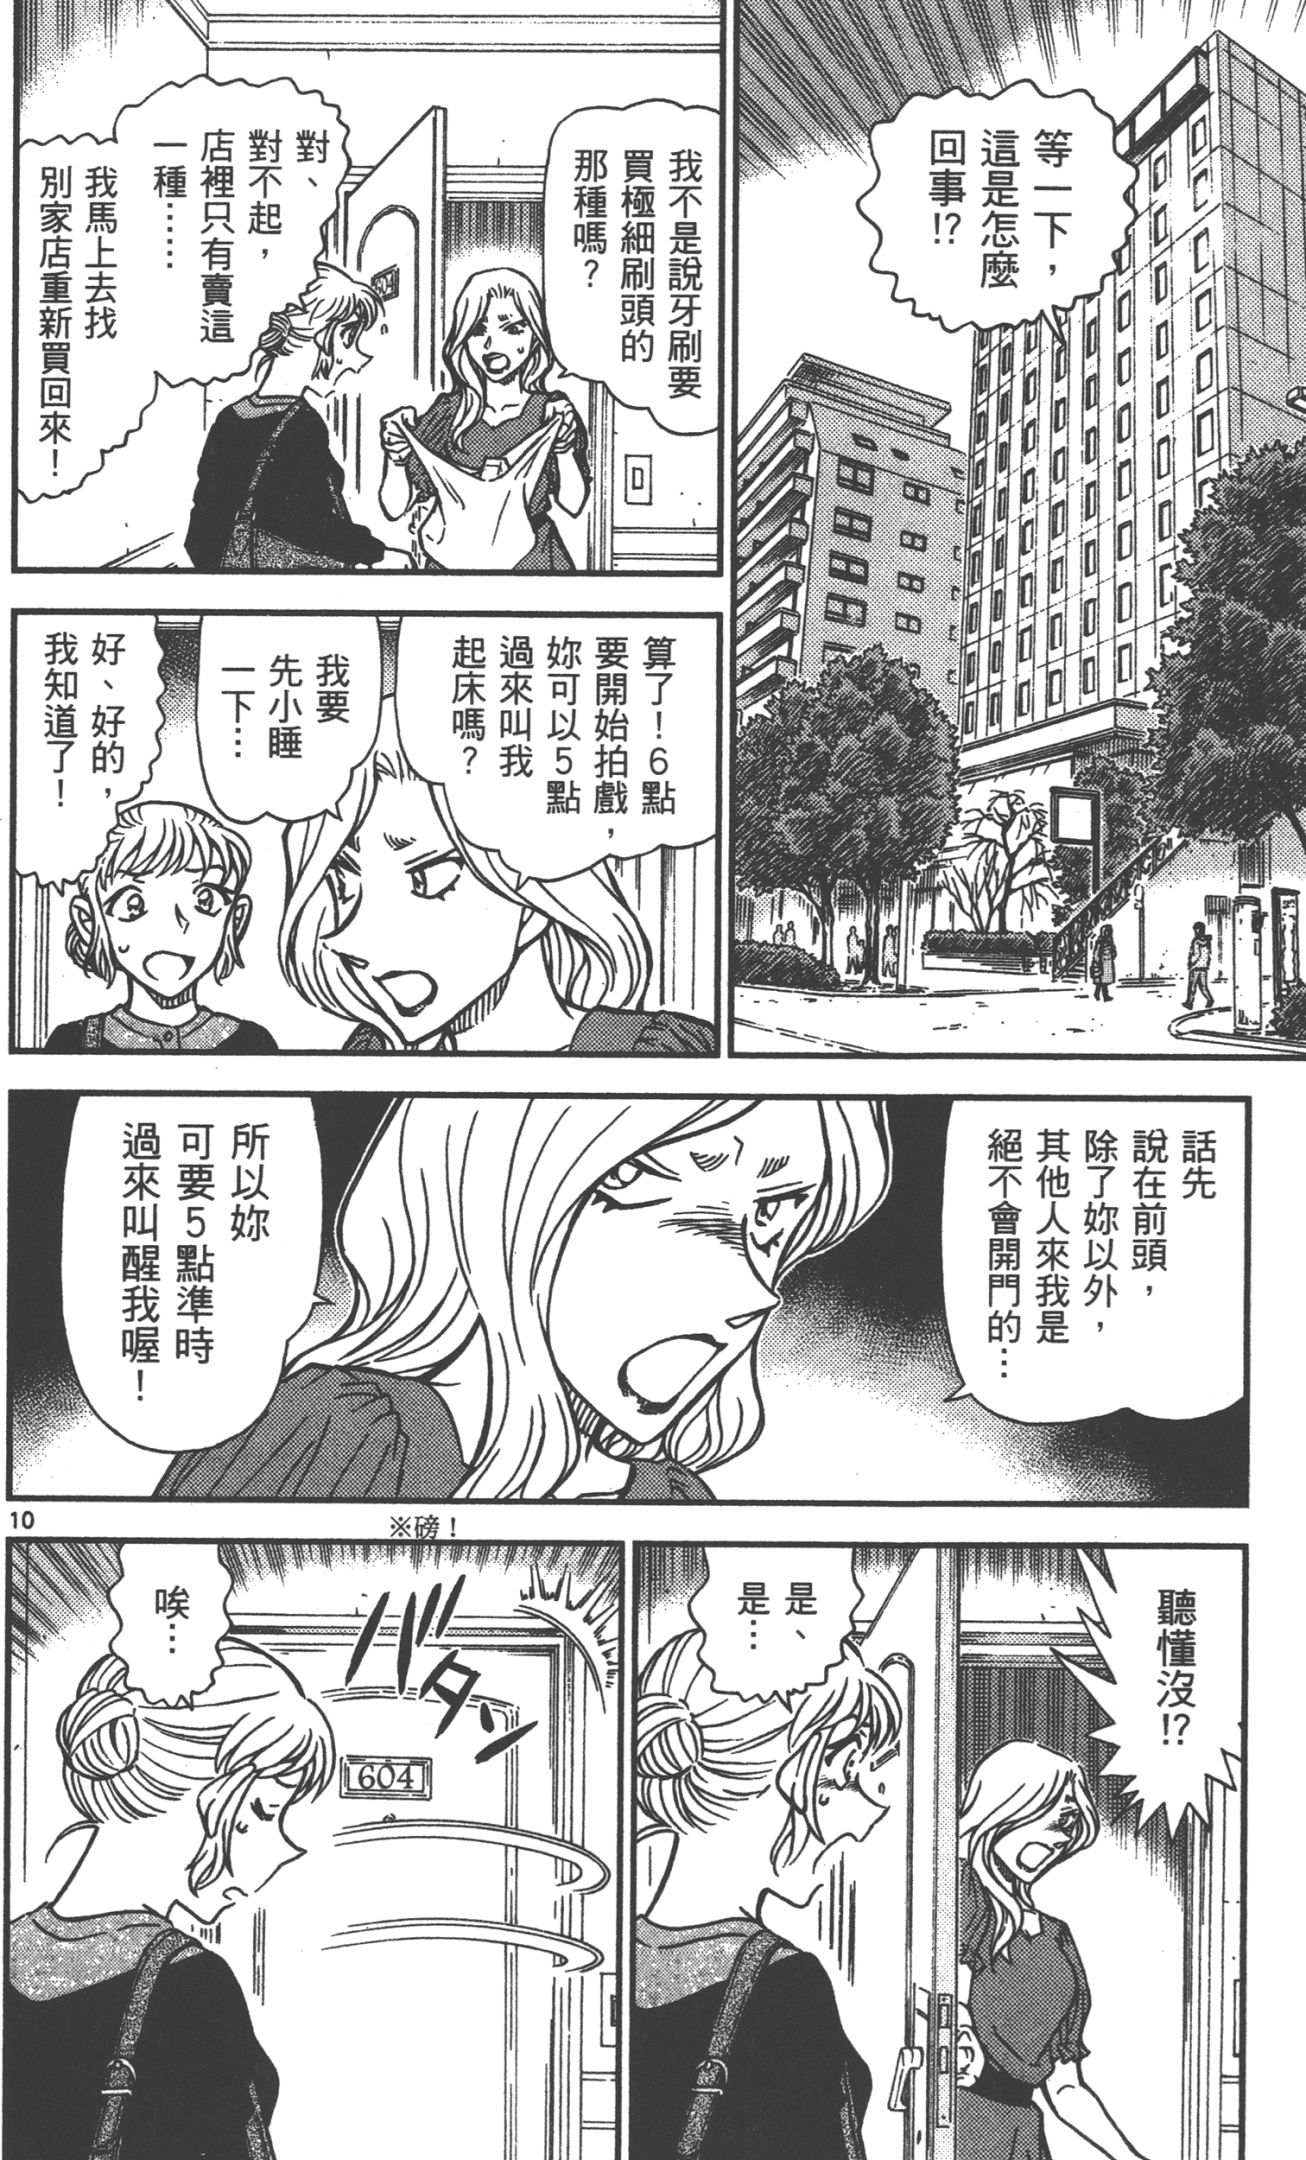 等一下，
這是怎麼
回事!?
我不是說牙刷要
買極細刷頭的
那種嗎？
對、
對不起，
店裡只有賣這
一種……
我馬上去找
別家店重新買回來！
604
算了！6點
要開始拍戲，
妳可以5點
過來叫我
起床嗎？
我要
先小睡
一下…
好、好的，
我知道了！
話先
說在前頭，
除了妳以外，
其他人來我是
絕不會開門的…
所以妳
可要5點準時
過來叫醒我喔！
10
聽懂沒!?
是、
是…
※磅！
バタン
604
唉…